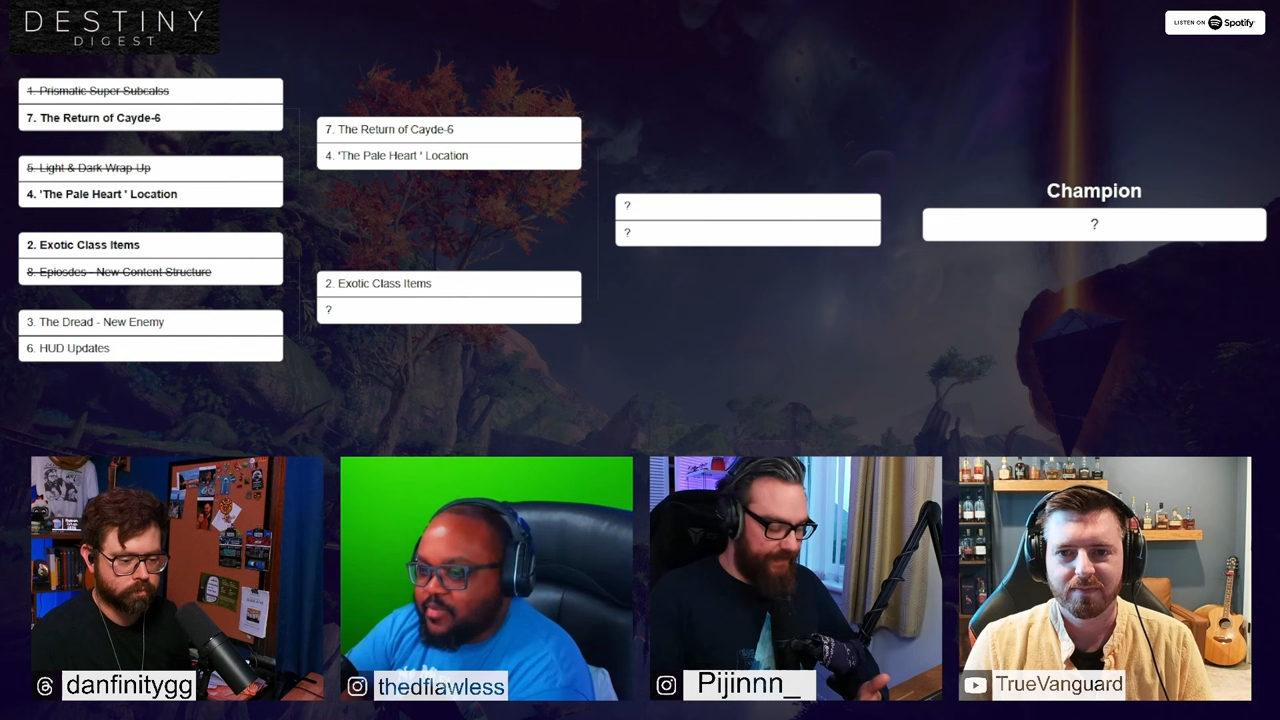 DESTINY
DIGEST
LISTEN ON Spotify
1. Prismatic Super Subcalss
7. The Return of Cayde-6
5. Light & Dark Wrap Up
4. 'The Pale Heart ' Location
2. Exotic Class Items
8. Epiosdes - New Content Structure
3. The Dread - New Enemy
6. HUD Updates
7. The Return of Cayde-6
4. 'The Pale Heart ' Location
2. Exotic Class Items
?
?
?
Champion
?
danfinitygg
thedflawless
Pijinnn_
TrueVanguard